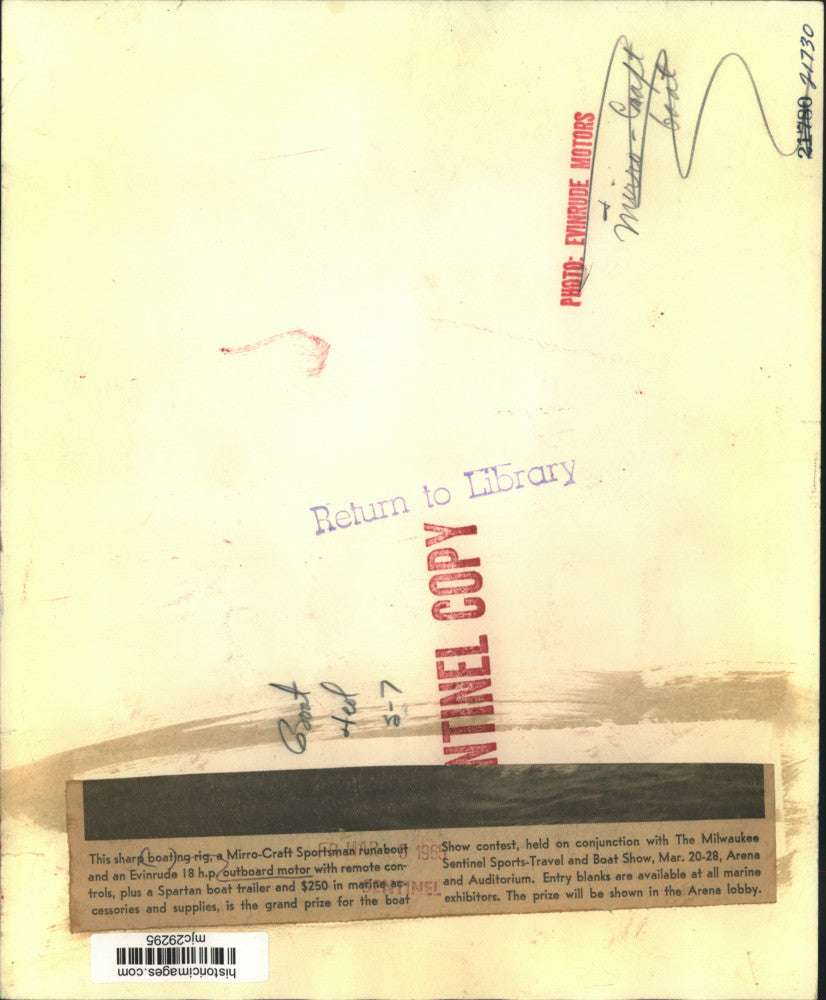 21780 21730
Mirro-Craft
boat
PHOTO: EVINRUDE MOTORS
Return to Library
NTINEL COPY
Boat
5-7
This sharp boating rig, a Mirro-Craft Sportsman runabout
and an Evinrude 18 h.p. outboard motor with remote con-
trols, plus a Spartan boat trailer and $250 in marine ac-
cessories and supplies, is the grand prize for the boat
Show contest, held on conjunction with The Milwaukee
Sentinel Sports-Travel and Boat Show, Mar. 20-28, Arena
and Auditorium. Entry blanks are available at all marine
exhibitors. The prize will be shown in the Arena lobby.
MAR 196
SENTINEL
historicimages.com
mjc29295